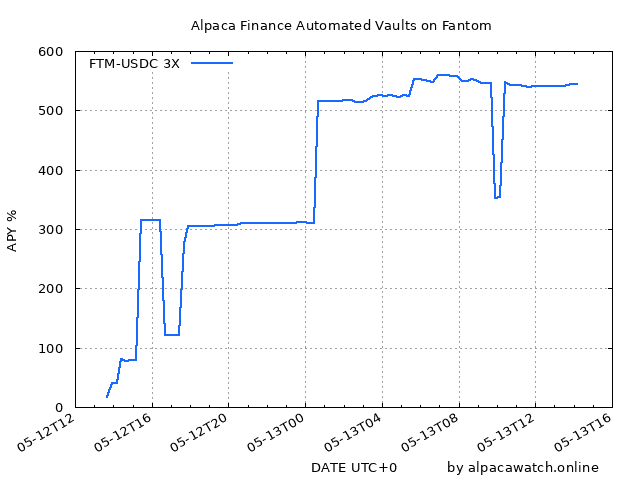 Alpaca Finance Automated Vaults on Fantom
FTM-USDC 3X
600
500
400
300
200
100
0
APY %
05-12T12
05-12T16
05-12T20
05-13T00
05-13T04
05-13T08
05-13T12
05-13T16
DATE UTC+0
by alpacawatch.online